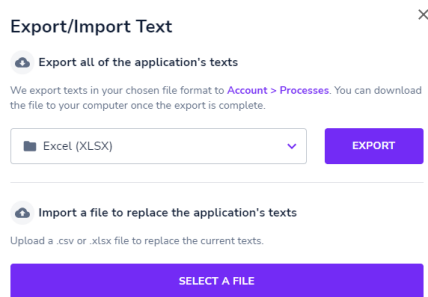 Export/Import Text
Export all of the application's texts
We export texts in your chosen file format to Account > Processes. You can download
the file to your computer once the export is complete.
Excel (XLSX)
EXPORT
Import a file to replace the application's texts
Upload a .csv or .xlsx file to replace the current texts.
SELECT A FILE